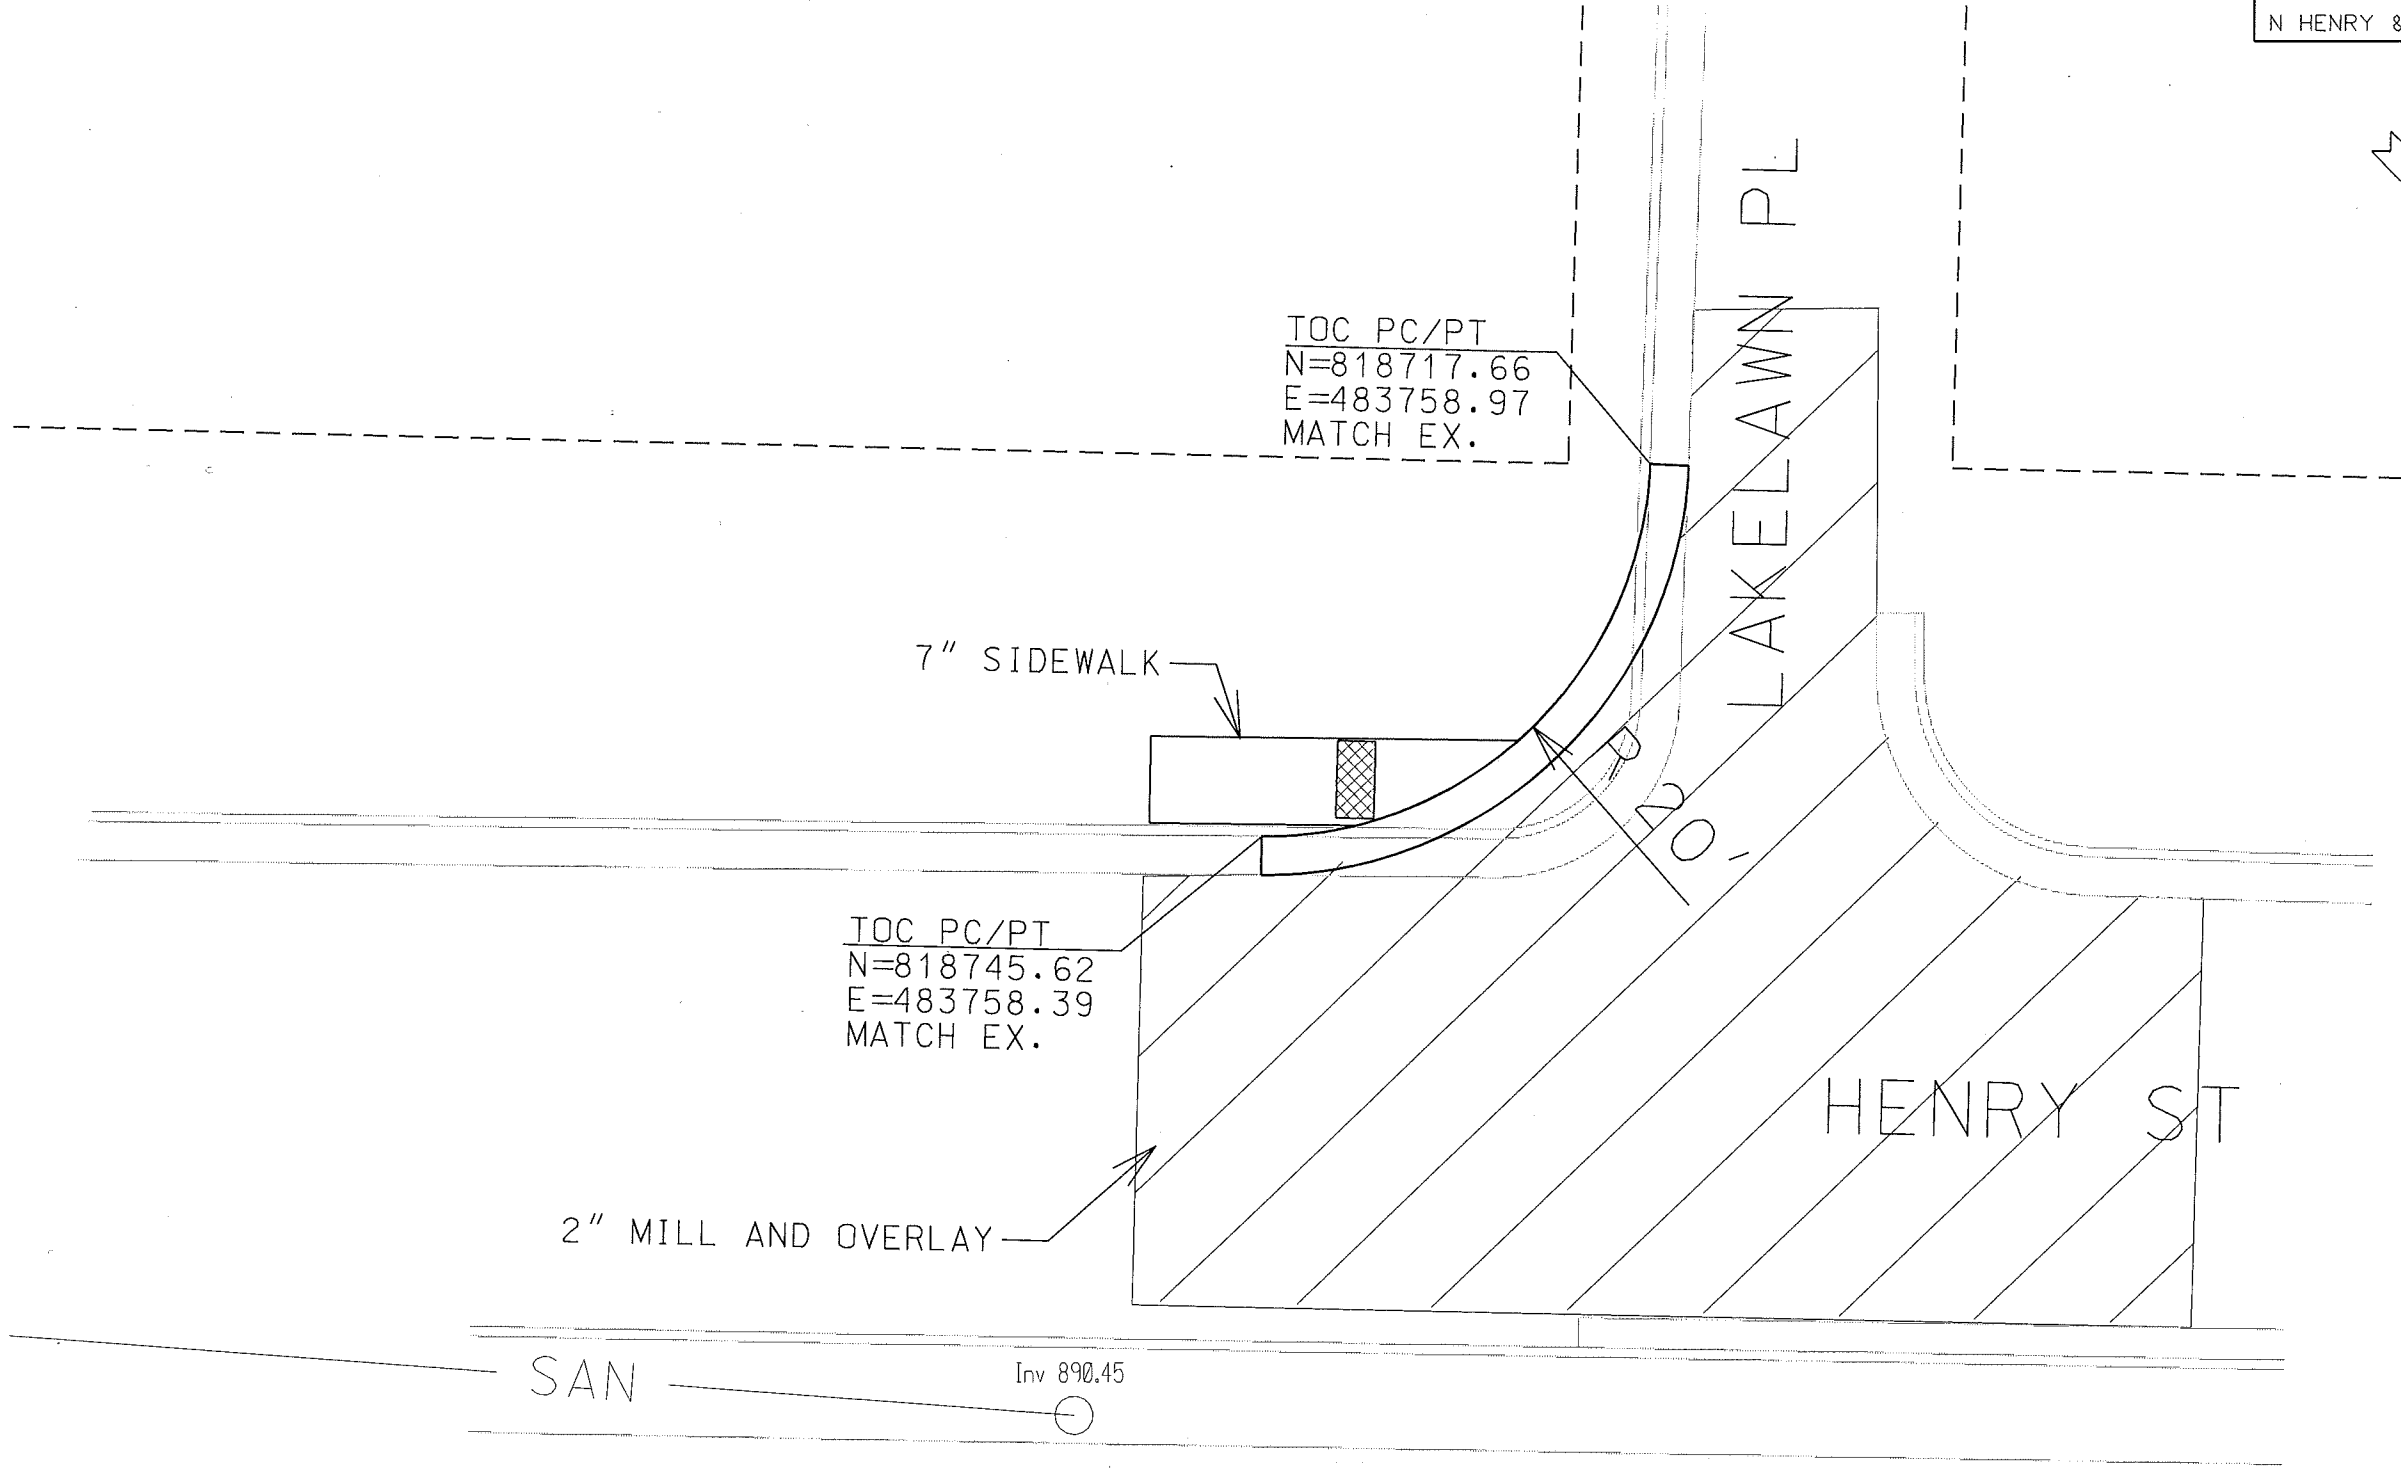 N HENRY &
LAKELAWN PL
TOC PC/PT
N=818717.66
E=483758.97
MATCH EX.
7" SIDEWALK
R 20'
TOC PC/PT
N=818745.62
E=483758.39
MATCH EX.
HENRY ST
2" MILL AND OVERLAY
SAN
Inv 890.45